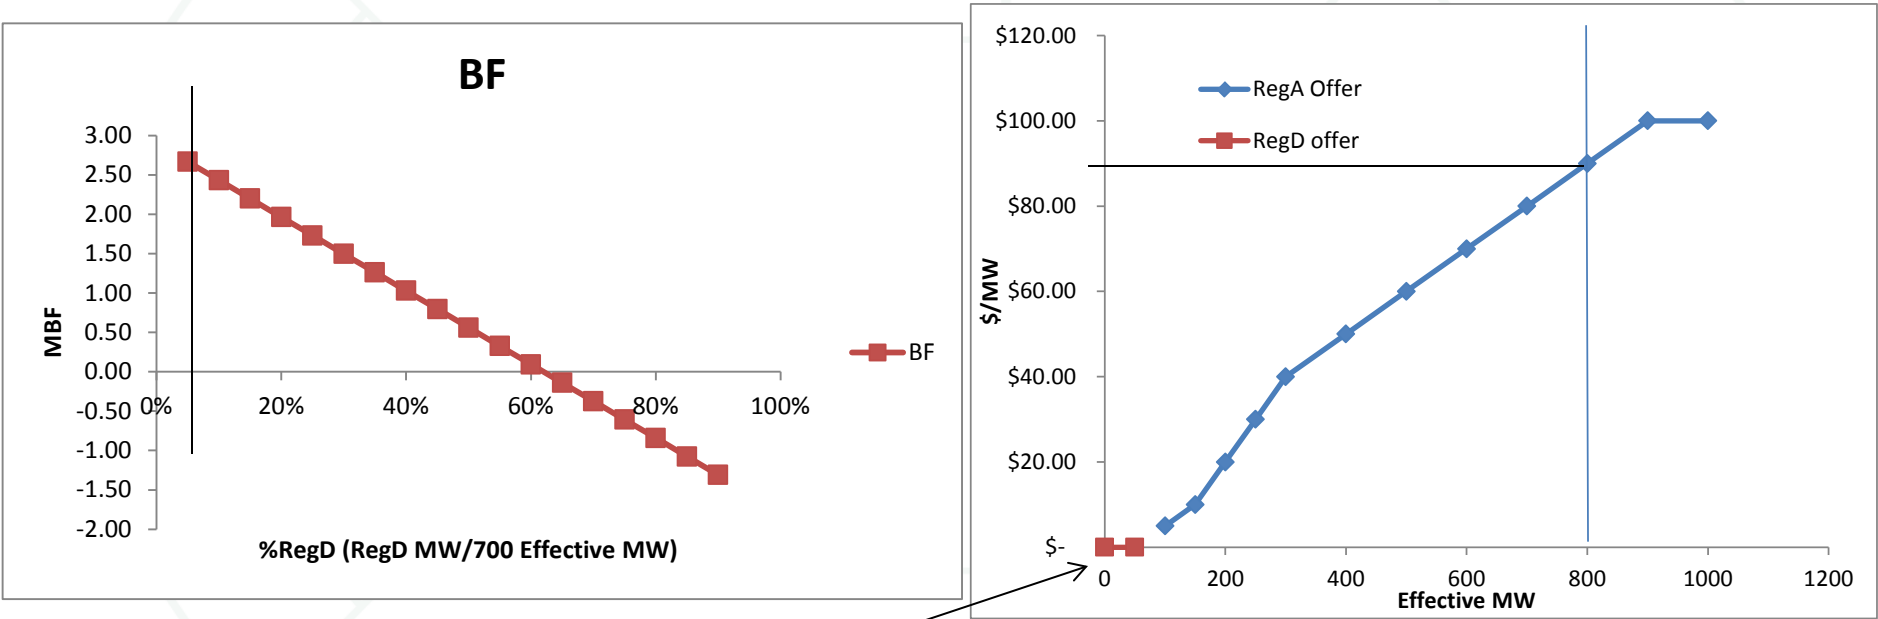 BF
3.00
2.50
2.00
1.50
1.00
0.50
0.00
-0.50
-1.00
-1.50
-2.00
MBF
0% 20% 40% 60% 80% 100%
BF
%RegD (RegD MW/700 Effective MW)
$120.00
$100.00
$80.00
$60.00
$40.00
$20.00
$-
$/MW
RegA Offer
RegD offer
0 200 400 600 800 1000 1200
Effective MW